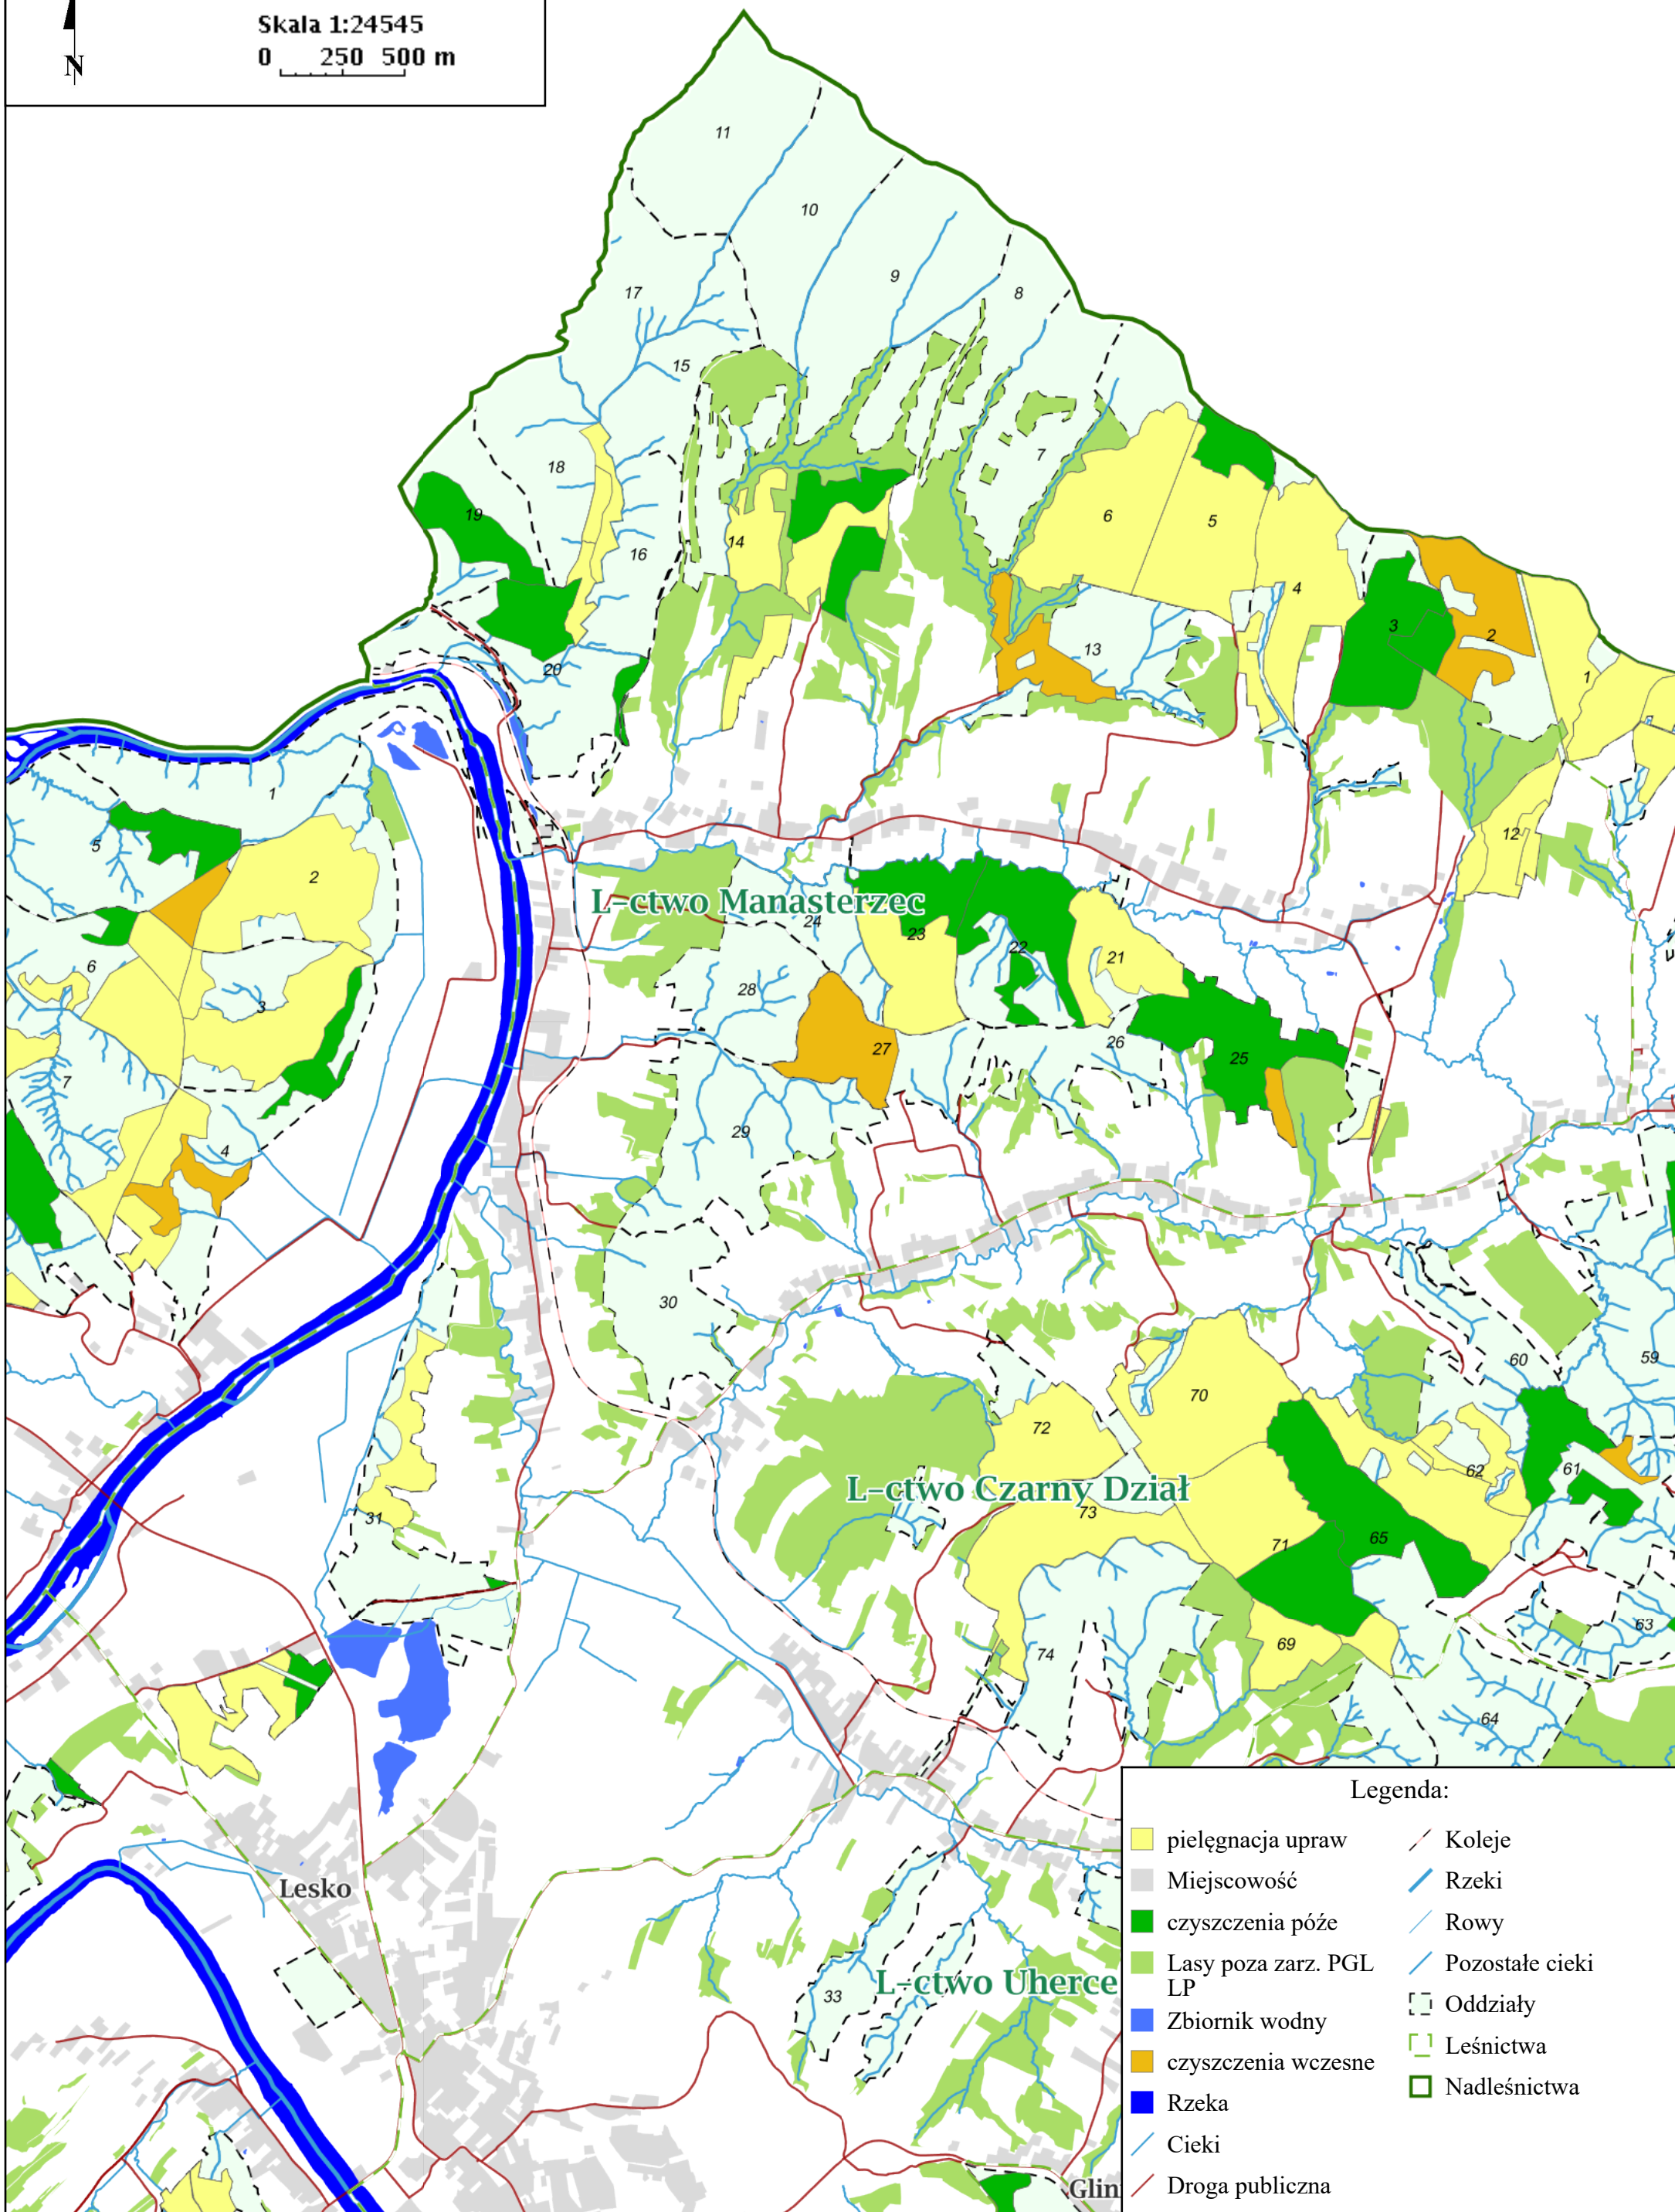 Skala 1:24545
0 250 500 m
N
11
10
9
8
17
15
7
18
6
5
19
14
16
4
3
2
13
1
20
1
5
2
12
L-ctwo Manasterzec
24
23
22
21
6
28
3
27
26
25
7
29
4
30
60
59
70
72
62
61
L-ctwo Czarny Dział
73
31
71
65
63
69
74
64
Lesko
33
L-ctwo Uherce
Glin
Legenda:
pielęgnacja upraw
Miejscowość
czyszczenia póże
Lasy poza zarz. PGL
LP
Zbiornik wodny
czyszczenia wczesne
Rzeka
Cieki
Droga publiczna
Koleje
Rzeki
Rowy
Pozostałe cieki
Oddziały
Leśnictwa
Nadleśnictwa